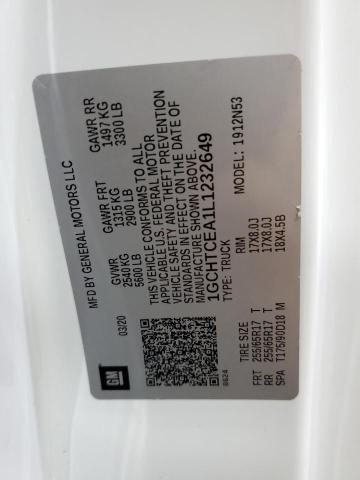 MFD BY GENERAL MOTORS LLC
03/20
GVWR
2540 KG
5600 LB
GAWR FRT
1315 KG
2900 LB
GAWR RR
1497 KG
3300 LB
THIS VEHICLE CONFORMS TO ALL
APPLICABLE U.S. FEDERAL MOTOR
VEHICLE SAFETY AND THEFT PREVENTION
STANDARDS IN EFFECT ON THE DATE OF
MANUFACTURE SHOWN ABOVE.
1GCHTCEA1L1232649
TYPE: TRUCK
MODEL: 1912N53
GM
8624
TIRE SIZE RIM
FRT 255/65R17 T 17X8.0J
RR 255/65R17 T 17X8.0J
SPA T175/90D18 M 18X4.5B